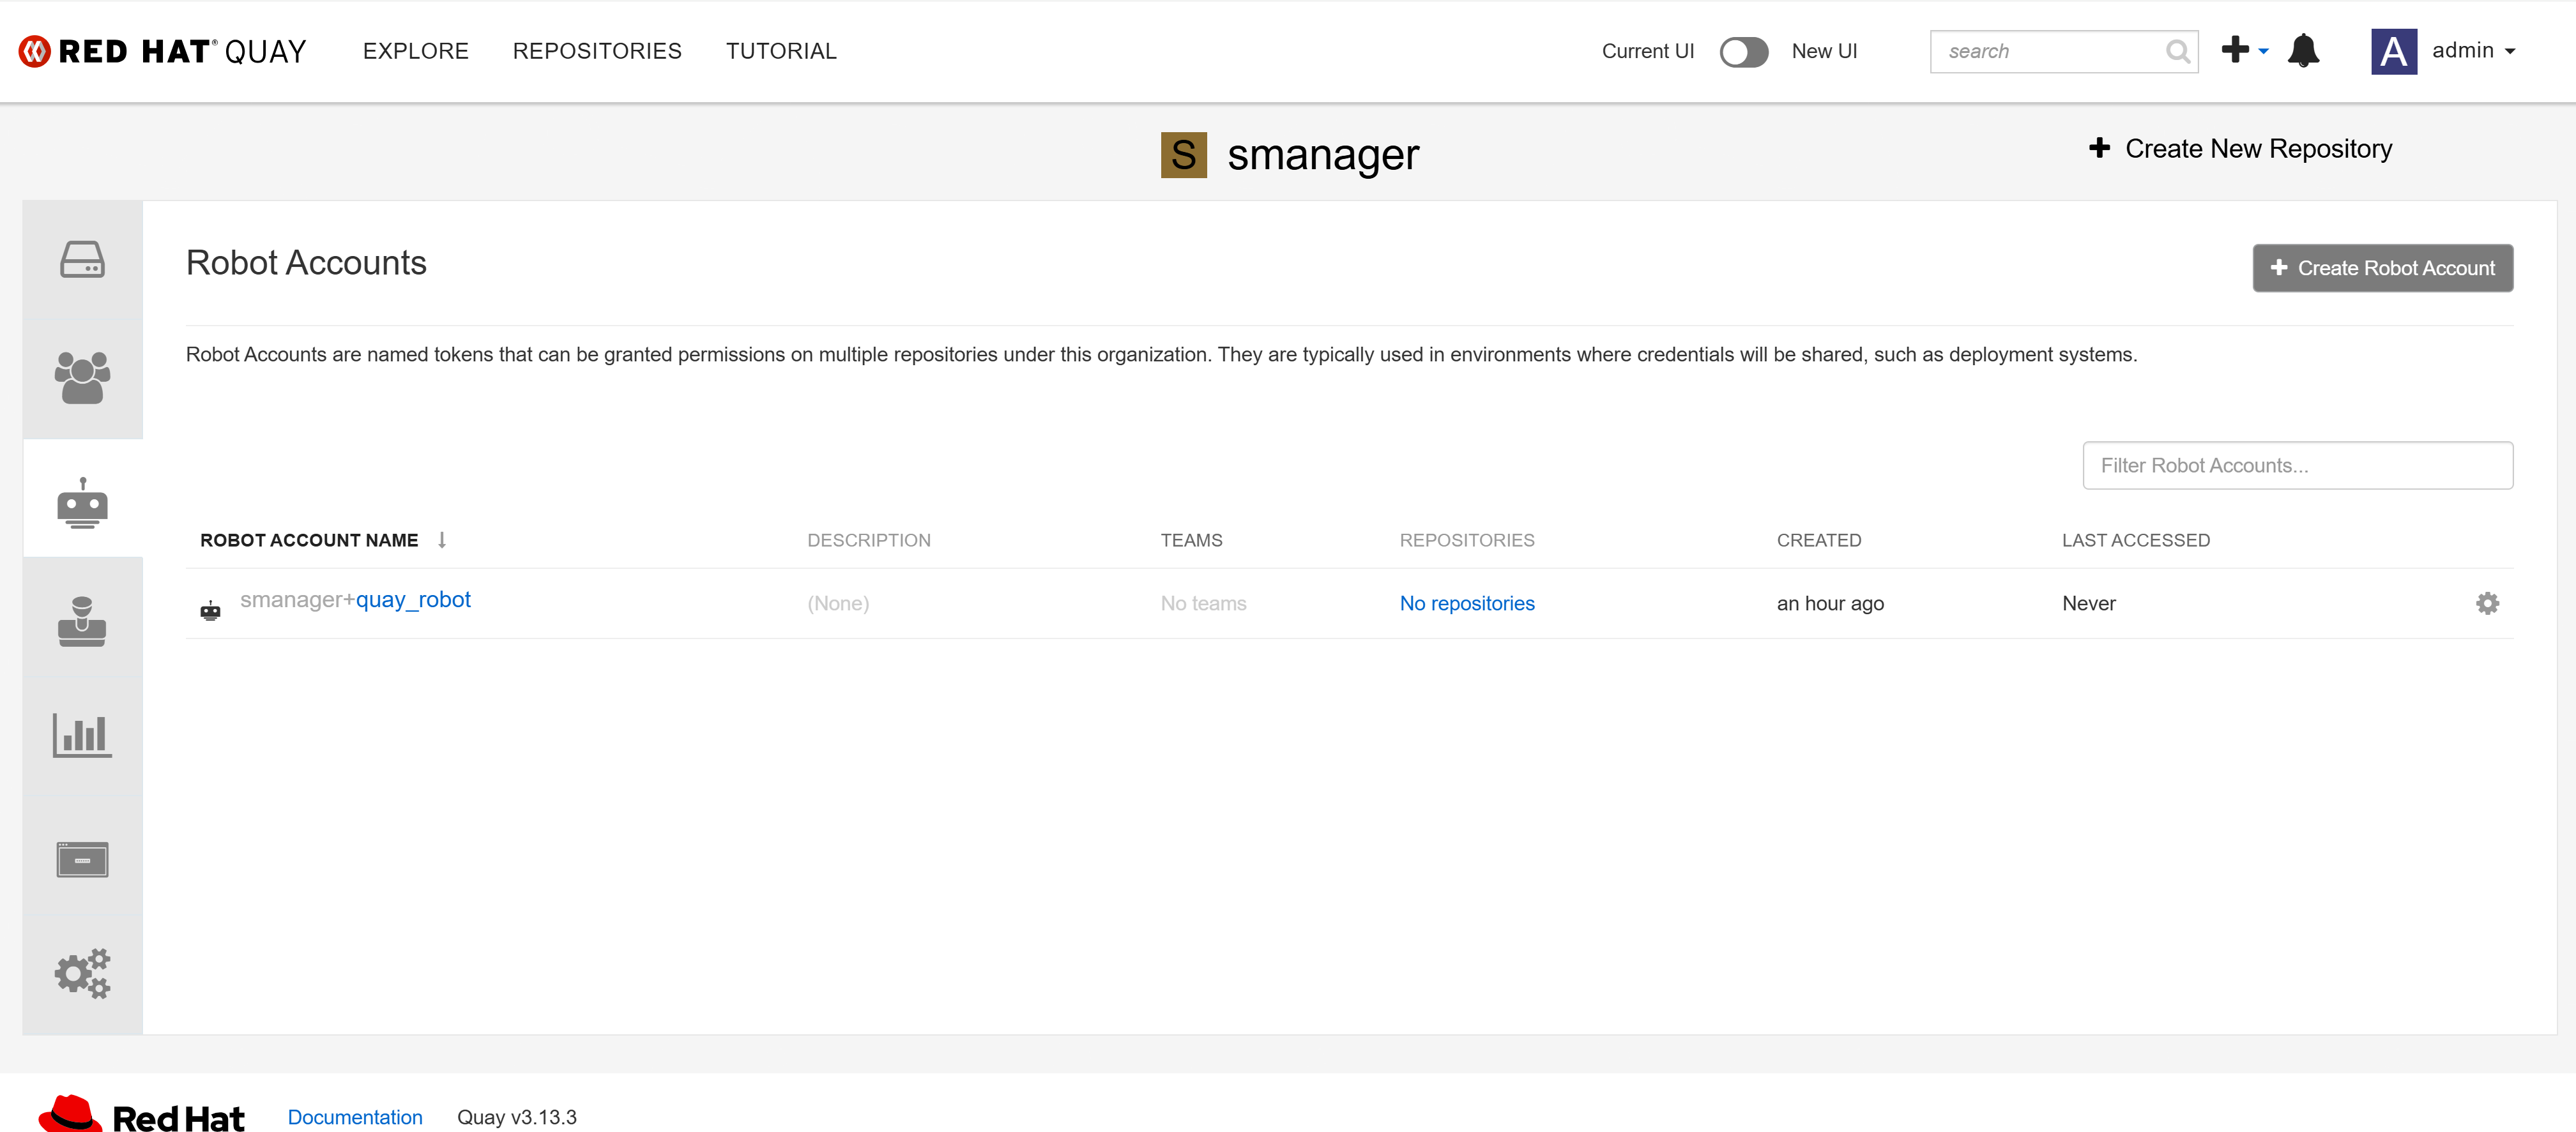 RED HAT® QUAY EXPLORE REPOSITORIES TUTORIAL Current UI New UI search A admin
S smanager Create New Repository
Robot Accounts Create Robot Account
Robot Accounts are named tokens that can be granted permissions on multiple repositories under this organization. They are typically used in environments where credentials will be shared, such as deployment systems.
Filter Robot Accounts...
ROBOT ACCOUNT NAME DESCRIPTION TEAMS REPOSITORIES CREATED LAST ACCESSED
smanager+quay_robot (None) No teams No repositories an hour ago Never
Red Hat Documentation Quay v3.13.3